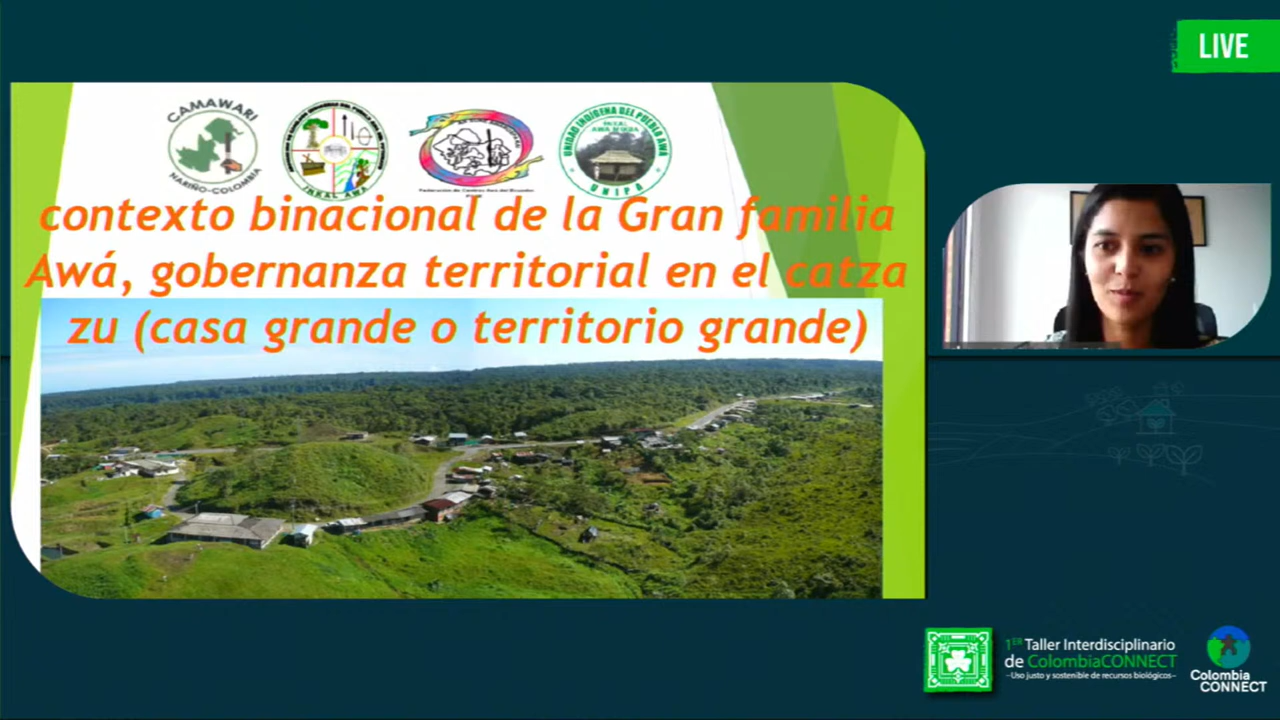 LIVE
CAMAWARI
NARIÑO-COLOMBIA
INKAL AWA
Federación de Centros Awá del Ecuador
UNIDAD INDÍGENA DEL PUEBLO AWÁ
UNIPA
contexto binacional de la Gran familia
Awá, gobernanza territorial en el catza
zu (casa grande o territorio grande)
1ER Taller Interdisciplinario
de ColombiaCONNECT
–Uso justo y sostenible de recursos biológicos–
Colombia
CONNECT